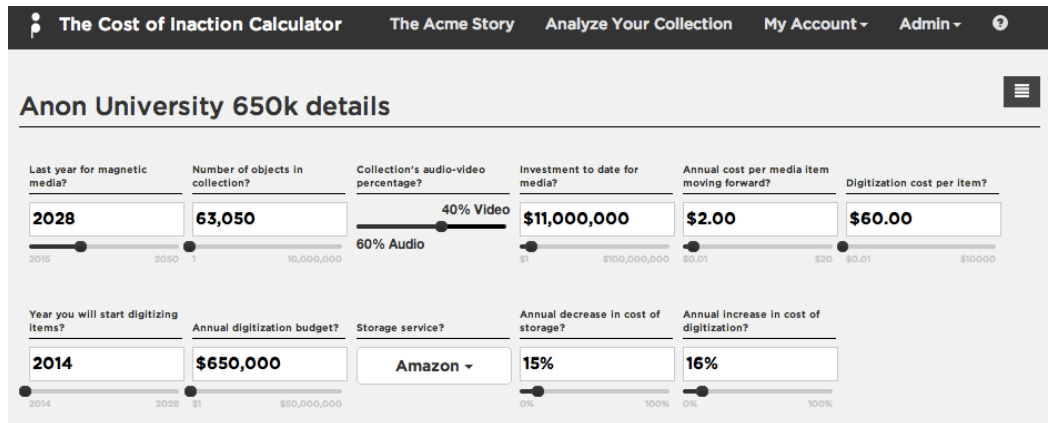 The Cost of Inaction Calculator The Acme Story Analyze Your Collection My Account Admin ?
Anon University 650k details
Last year for magnetic media?
2028
2015 2050
Number of objects in collection?
63,050
1 10,000,000
Collection's audio-video percentage?
40% Video
60% Audio
Investment to date for media?
$11,000,000
$1 $100,000,000
Annual cost per media item moving forward?
$2.00
$0.01 $20
Digitization cost per item?
$60.00
$0.01 $10000
Year you will start digitizing items?
2014
2014 2028
Annual digitization budget?
$650,000
$1 $50,000,000
Storage service?
Amazon
Annual decrease in cost of storage?
15%
0% 100%
Annual increase in cost of digitization?
16%
0% 100%